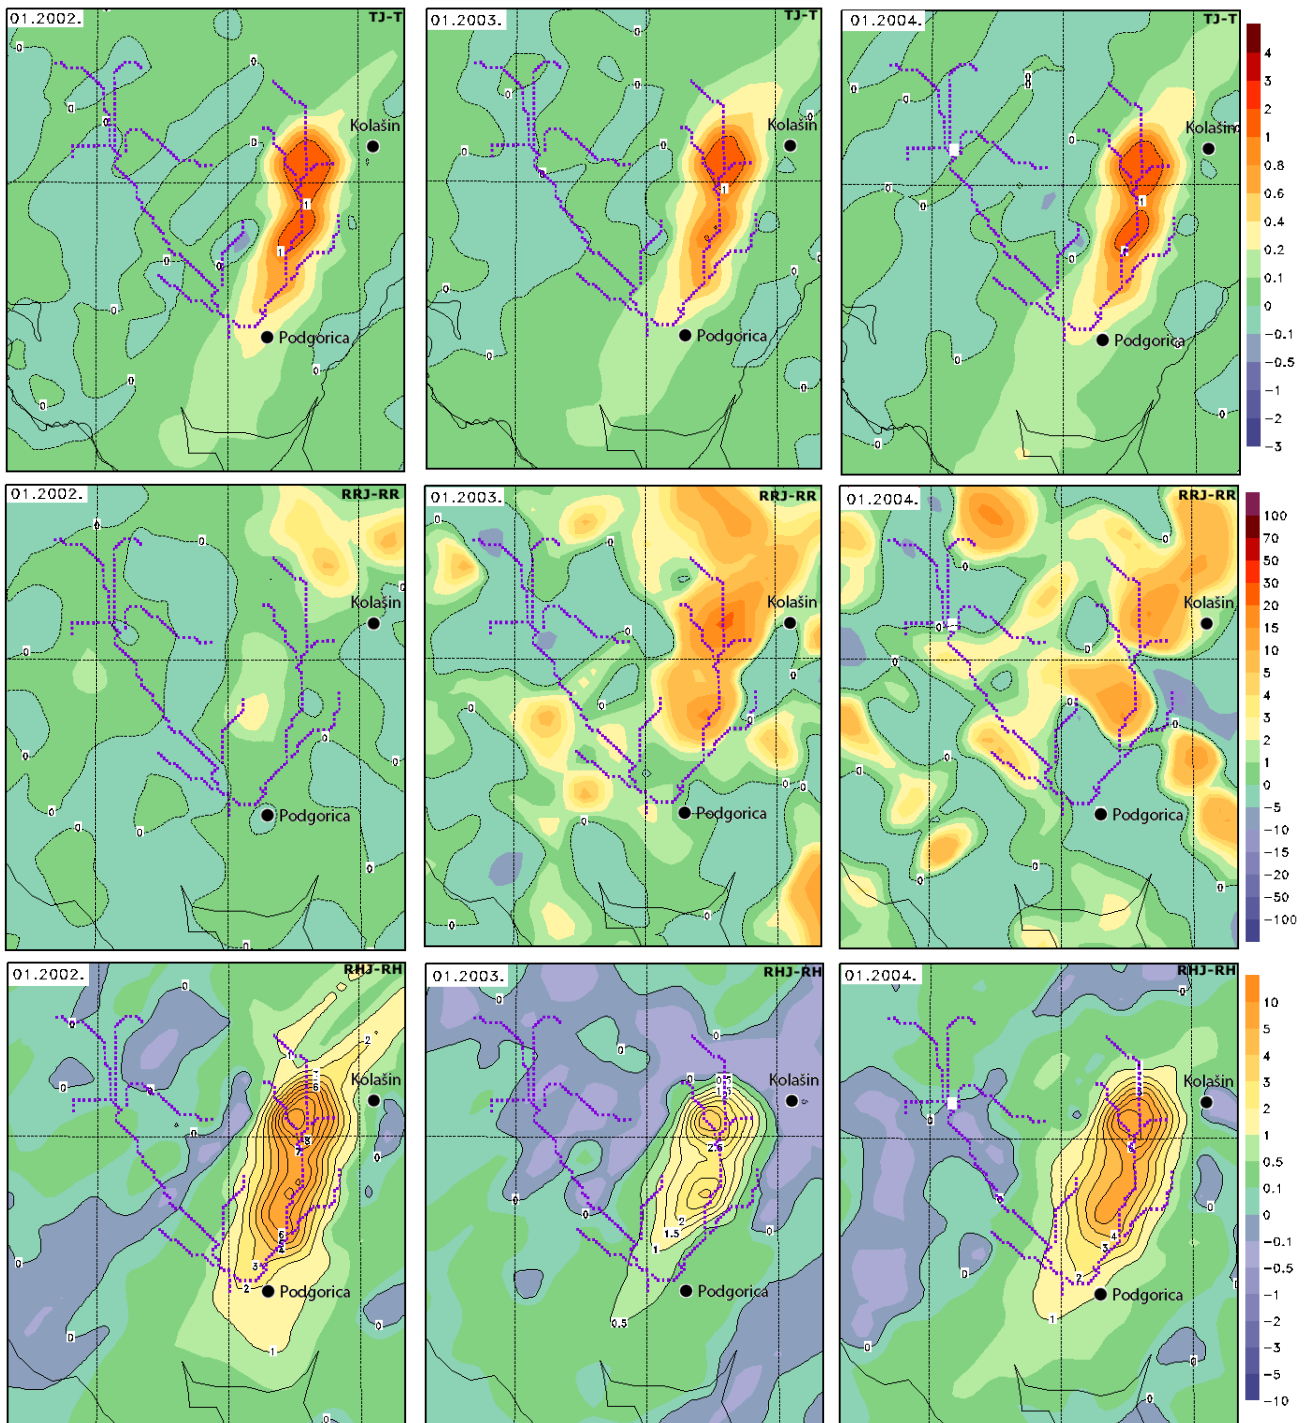 01.2002.
TJ-T
Kolašin
Podgorica
01.2003.
TJ-T
Kolašin
Podgorica
01.2004.
TJ-T
Kolašin
Podgorica
4
3
2
1
0.8
0.6
0.4
0.2
0.1
0
-0.1
-0.5
-1
-2
-3
01.2002.
RRJ-RR
Kolašin
Podgorica
01.2003.
RRJ-RR
Kolašin
Podgorica
01.2004.
RRJ-RR
Kolašin
Podgorica
100
70
50
30
20
15
10
5
4
3
2
1
0
-5
-10
-15
-20
-50
-100
01.2002.
RHJ-RH
Kolašin
Podgorica
01.2003.
RHJ-RH
Kolašin
Podgorica
01.2004.
RHJ-RH
Kolašin
Podgorica
10
5
4
3
2
1
0.5
0.1
0
-0.1
-0.5
-1
-2
-3
-5
-10